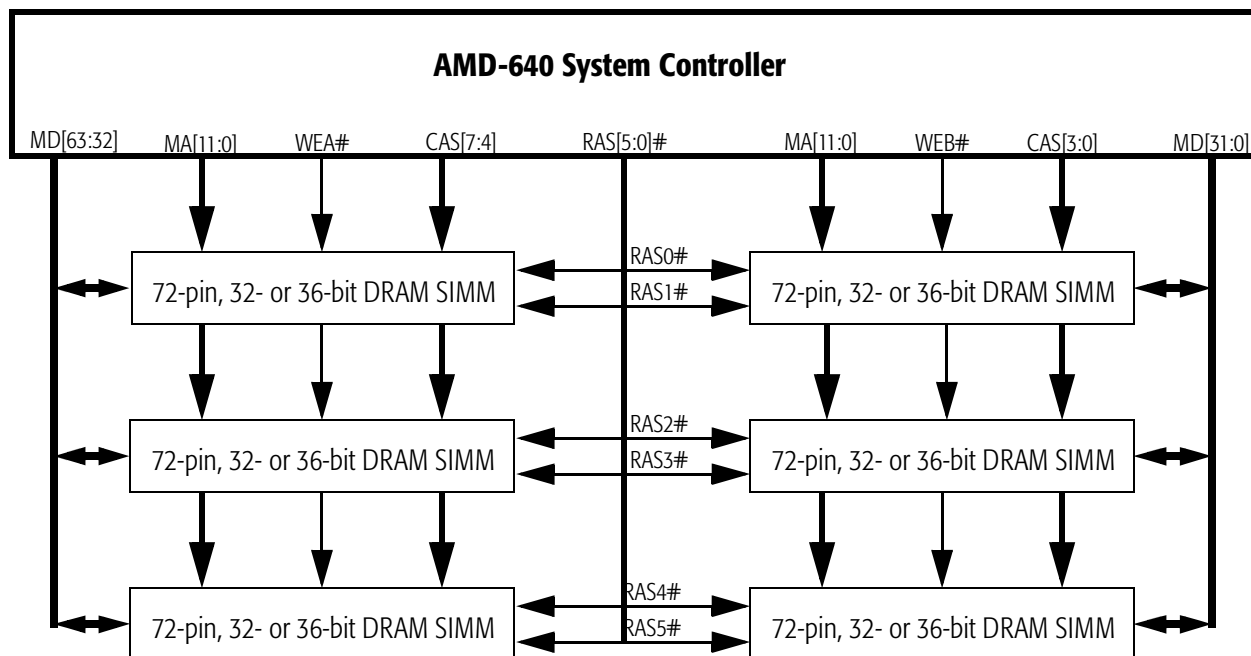 AMD-640 System Controller
MD[63:32] MA[11:0] WEA# CAS[7:4] RAS[5:0]# MA[11:0] WEB# CAS[3:0] MD[31:0]
RAS0#
72-pin, 32- or 36-bit DRAM SIMM RAS1# 72-pin, 32- or 36-bit DRAM SIMM
RAS2#
72-pin, 32- or 36-bit DRAM SIMM RAS3# 72-pin, 32- or 36-bit DRAM SIMM
RAS4#
72-pin, 32- or 36-bit DRAM SIMM RAS5# 72-pin, 32- or 36-bit DRAM SIMM